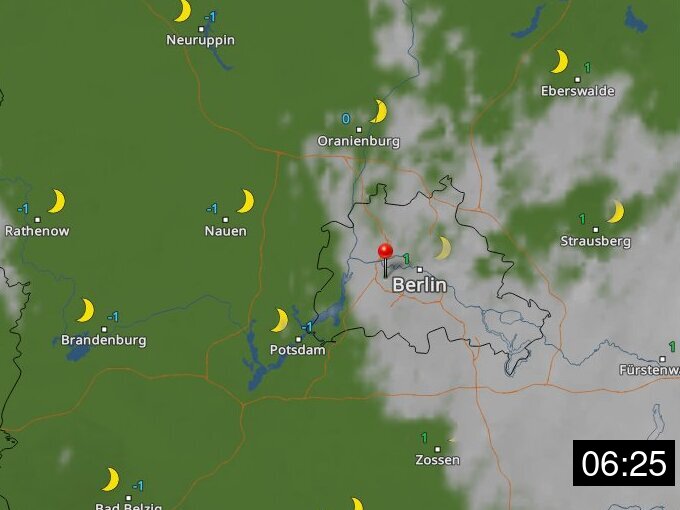 -1
Neuruppin
1
Eberswalde
0
Oranienburg
-1
Rathenow
-1
Nauen
1
Strausberg
1
Berlin
-1
Brandenburg
-1
Potsdam
1
Fürstenwa
1
Zossen
06:25
-1
Bad Belzig